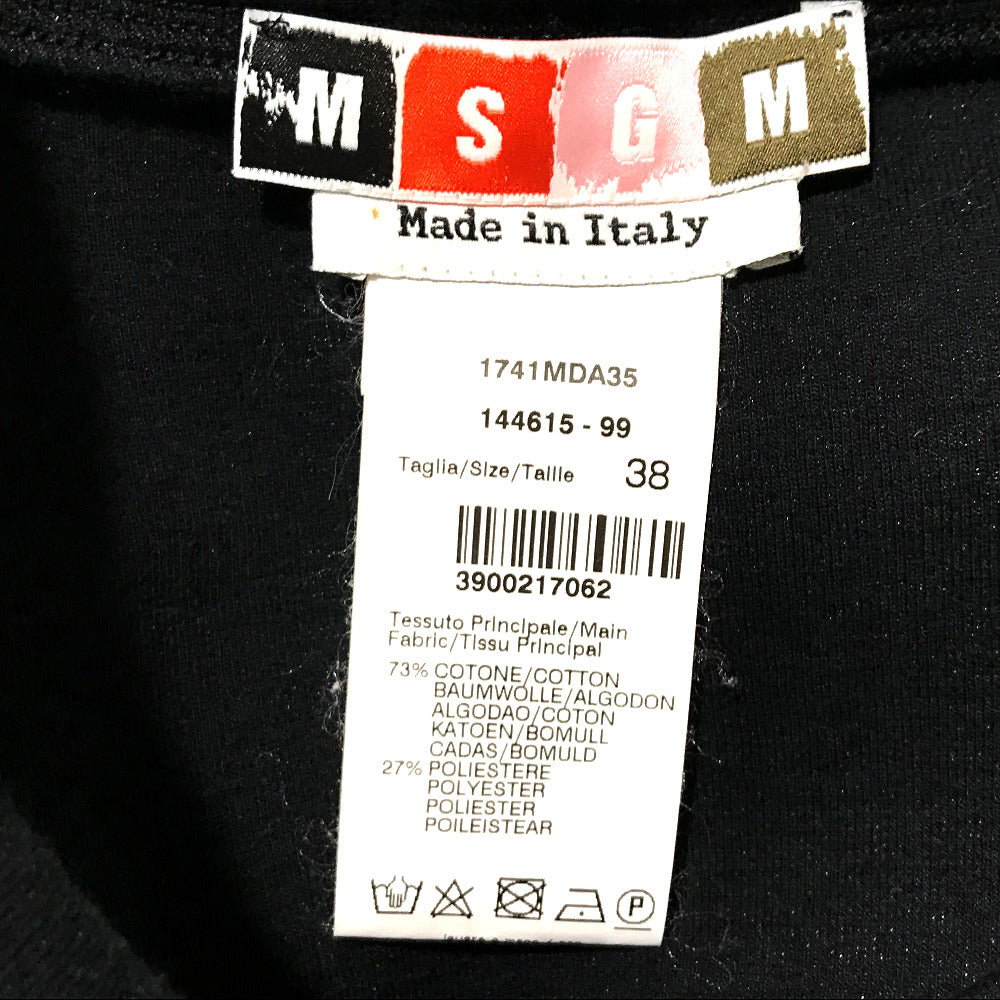 MSGM
Made in Italy
1741MDA35
144615 - 99
Taglia/Size/Taille 38
3900217062
Tessuto Principale/Main
Fabric/Tissu Principal
73% COTONE/COTTON
BAUMWOLLE/ALGODON
ALGODAO/COTON
KATOEN/BOMULL
CADAS/BOMULD
27% POLIESTERE
POLYESTER
POLIESTER
POILEISTEAR
P